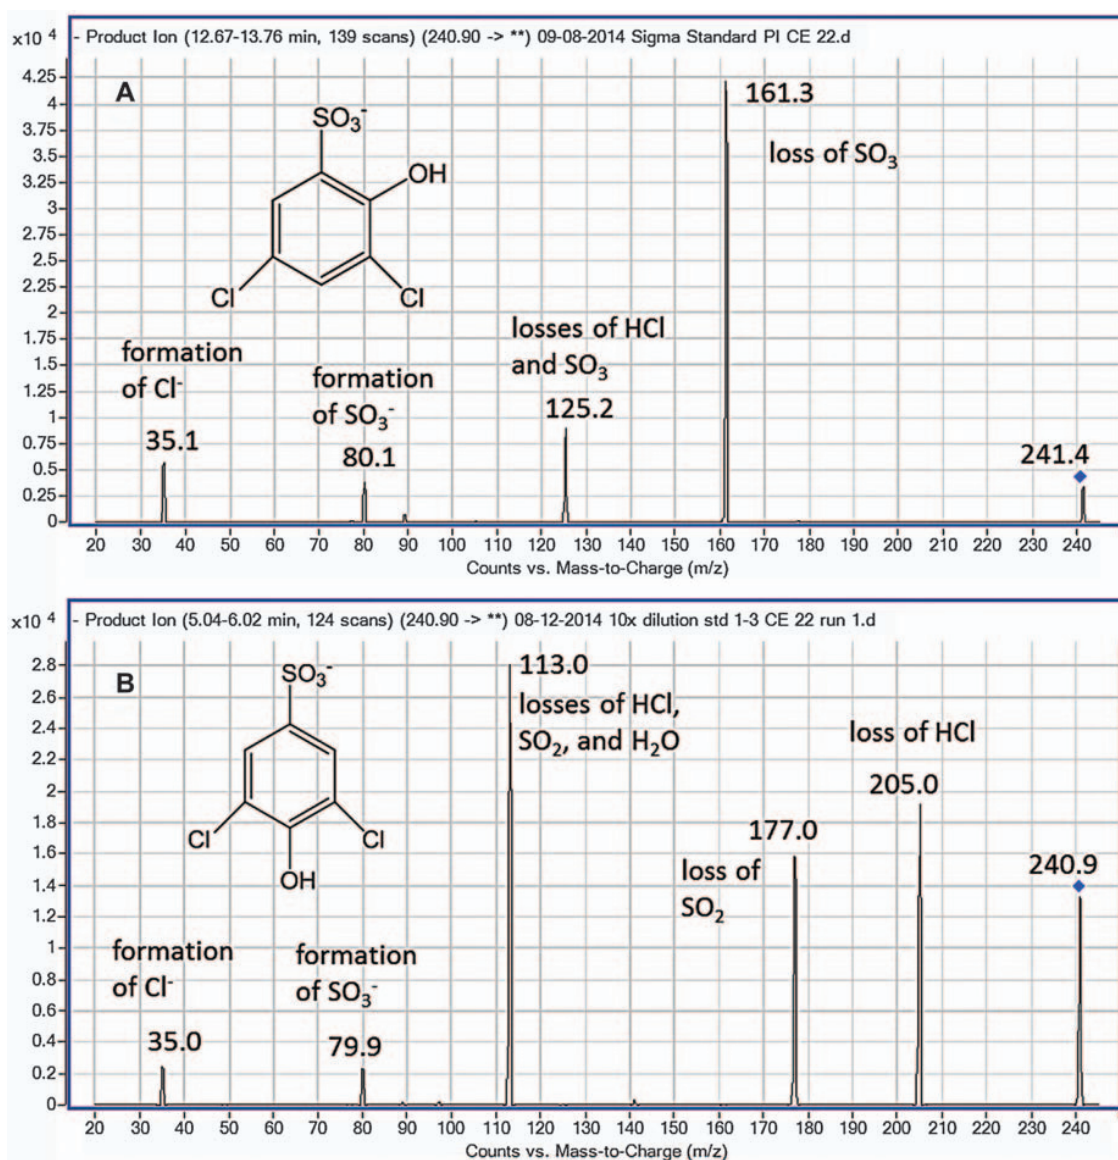 - Product Ion (12.67-13.76 min, 139 scans) (240.90 -> **) 09-08-2014 Sigma Standard PI CE 22.d
x10 4
4.25
4
3.75
3.5
3.25
3
2.75
2.5
2.25
2
1.75
1.5
1.25
1
0.75
0.5
0.25
0
A
SO3-
OH
Cl
Cl
161.3
loss of SO3
losses of HCl
and SO3
125.2
formation
of Cl-
35.1
formation
of SO3-
80.1
241.4
20 30 40 50 60 70 80 90 100 110 120 130 140 150 160 170 180 190 200 210 220 230 240
Counts vs. Mass-to-Charge (m/z)
- Product Ion (5.04-6.02 min, 124 scans) (240.90 -> **) 08-12-2014 10x dilution std 1-3 CE 22 run 1.d
x10 4
2.8
2.6
2.4
2.2
2
1.8
1.6
1.4
1.2
1
0.8
0.6
0.4
0.2
0
B
SO3-
Cl
Cl
OH
113.0
losses of HCl,
SO2, and H2O
loss of HCl
205.0
177.0
loss of
SO2
240.9
formation
of Cl-
35.0
formation
of SO3-
79.9
20 30 40 50 60 70 80 90 100 110 120 130 140 150 160 170 180 190 200 210 220 230 240
Counts vs. Mass-to-Charge (m/z)